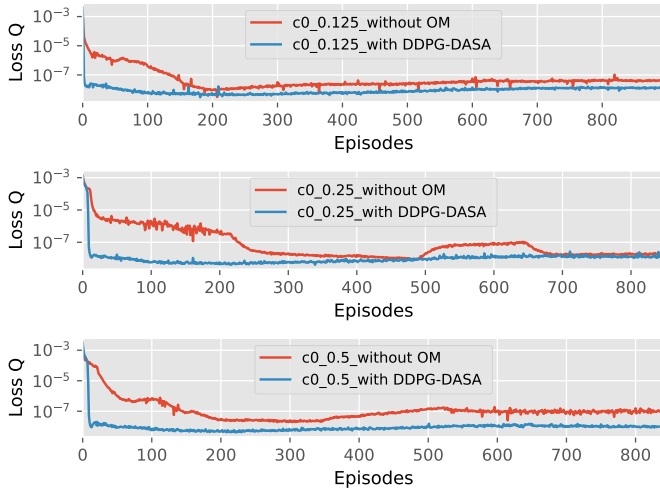 10⁻³
10⁻⁵
10⁻⁷
Loss Q
c0_0.125_without OM
c0_0.125_with DDPG-DASA
0 100 200 300 400 500 600 700 800
Episodes
10⁻³
10⁻⁵
10⁻⁷
Loss Q
c0_0.25_without OM
c0_0.25_with DDPG-DASA
0 100 200 300 400 500 600 700 800
Episodes
10⁻³
10⁻⁵
10⁻⁷
Loss Q
c0_0.5_without OM
c0_0.5_with DDPG-DASA
0 100 200 300 400 500 600 700 800
Episodes